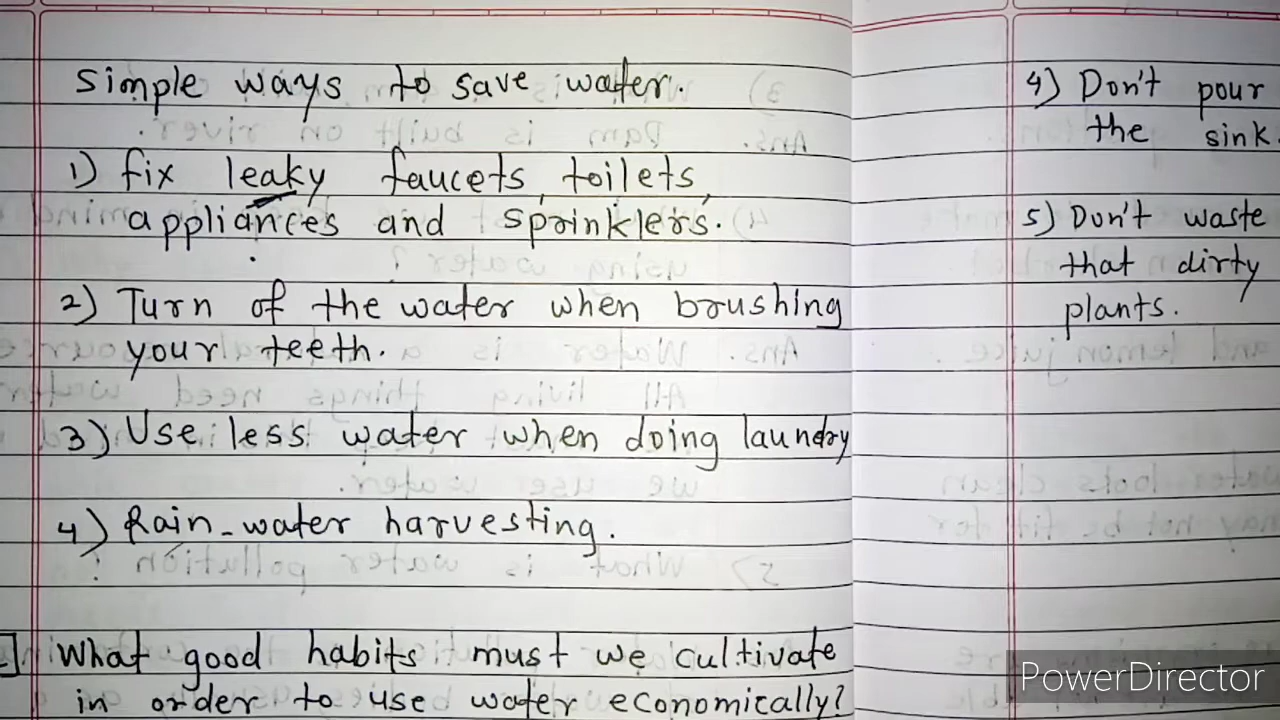 Simple ways to save water.
1) fix leaky faucets, toilets,
appliances and sprinklers.
2) Turn of the water when brushing
your teeth.
3) Use less water when doing laundry
4) Rain-water harvesting.
What good habits must we cultivate
in order to use water economically?
4) Don't pour
the sink.
5) Don't waste
that dirty
plants.
PowerDirector